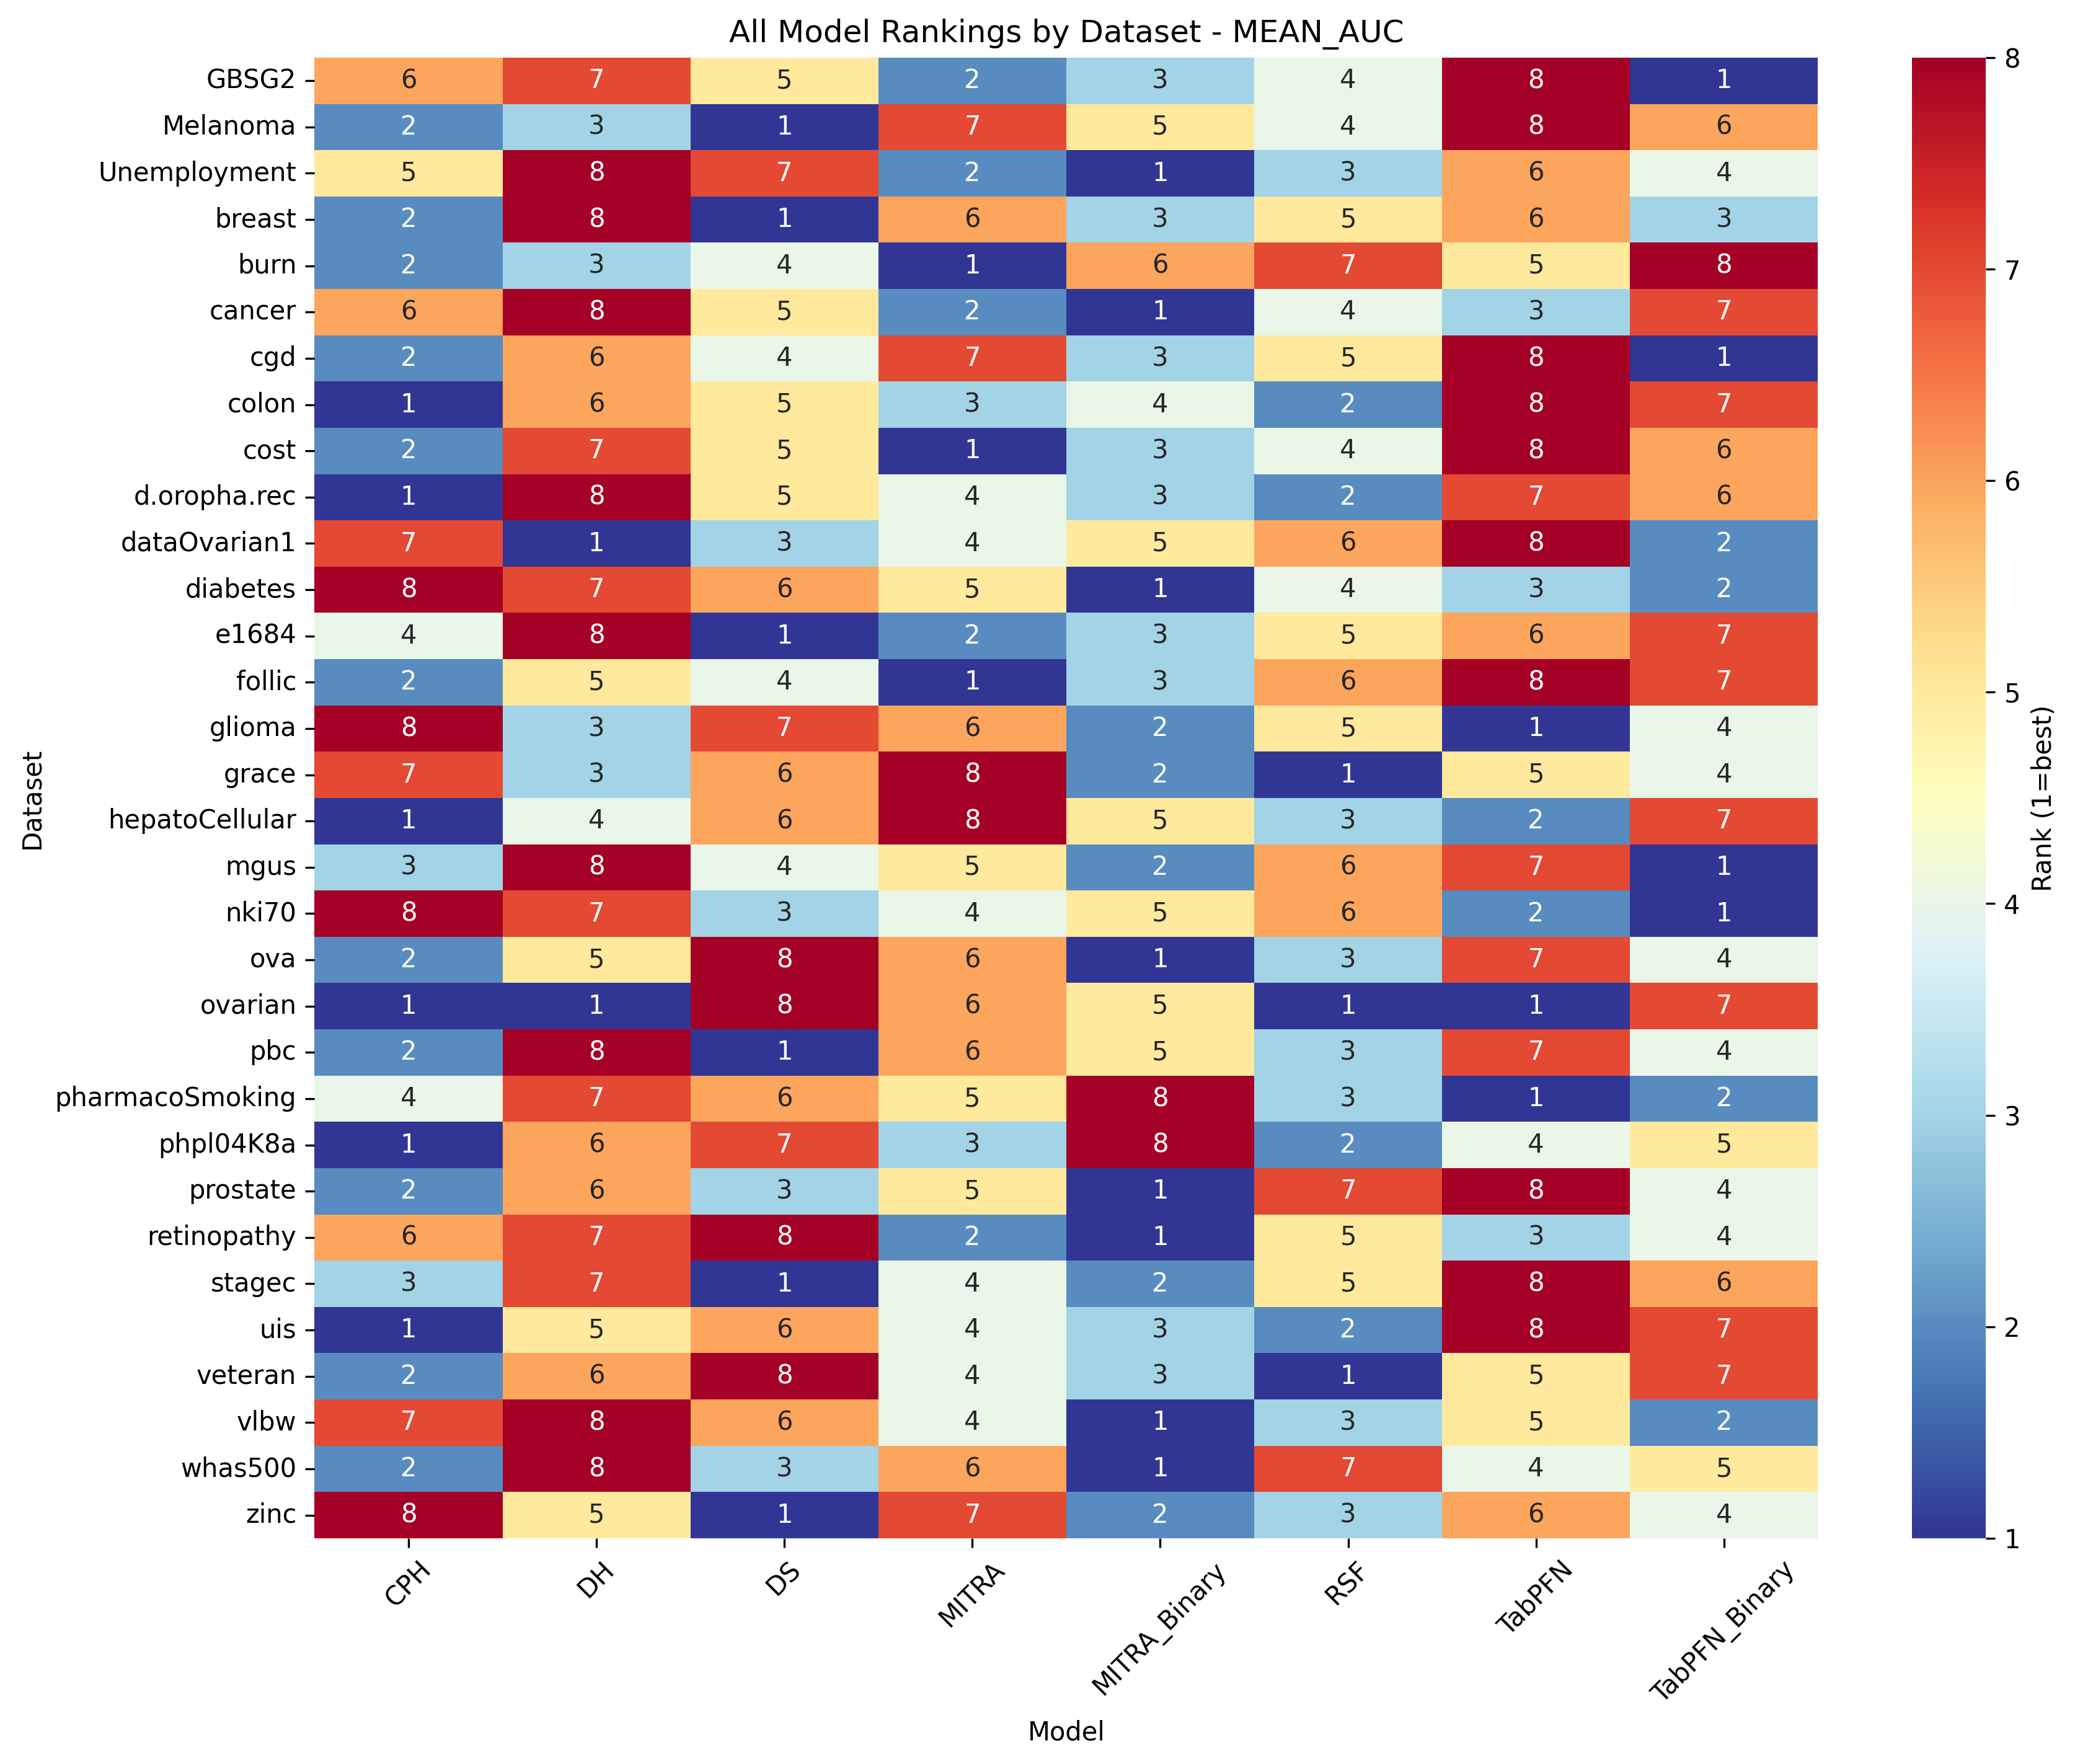 All Model Rankings by Dataset - MEAN_AUC
GBSG2 6 7 5 2 3 4 8 1
Melanoma 2 3 1 7 5 4 8 6
Unemployment 5 8 7 2 1 3 6 4
breast 2 8 1 6 3 5 6 3
burn 2 3 4 1 6 7 5 8
cancer 6 8 5 2 1 4 3 7
cgd 2 6 4 7 3 5 8 1
colon 1 6 5 3 4 2 8 7
cost 2 7 5 1 3 4 8 6
d.oropha.rec 1 8 5 4 3 2 7 6
dataOvarian1 7 1 3 4 5 6 8 2
diabetes 8 7 6 5 1 4 3 2
e1684 4 8 1 2 3 5 6 7
follic 2 5 4 1 3 6 8 7
glioma 8 3 7 6 2 5 1 4
grace 7 3 6 8 2 1 5 4
hepatoCellular 1 4 6 8 5 3 2 7
mgus 3 8 4 5 2 6 7 1
nki70 8 7 3 4 5 6 2 1
ova 2 5 8 6 1 3 7 4
ovarian 1 1 8 6 5 1 1 7
pbc 2 8 1 6 5 3 7 4
pharmacoSmoking 4 7 6 5 8 3 1 2
phpl04K8a 1 6 7 3 8 2 4 5
prostate 2 6 3 5 1 7 8 4
retinopathy 6 7 8 2 1 5 3 4
stagec 3 7 1 4 2 5 8 6
uis 1 5 6 4 3 2 8 7
veteran 2 6 8 4 3 1 5 7
vlbw 7 8 6 4 1 3 5 2
whas500 2 8 3 6 1 7 4 5
zinc 8 5 1 7 2 3 6 4
CPH DH DS MITRA MITRA_Binary RSF TabPFN TabPFN_Binary
Model
Dataset
8
7
6
5
4
3
2
1
Rank (1=best)